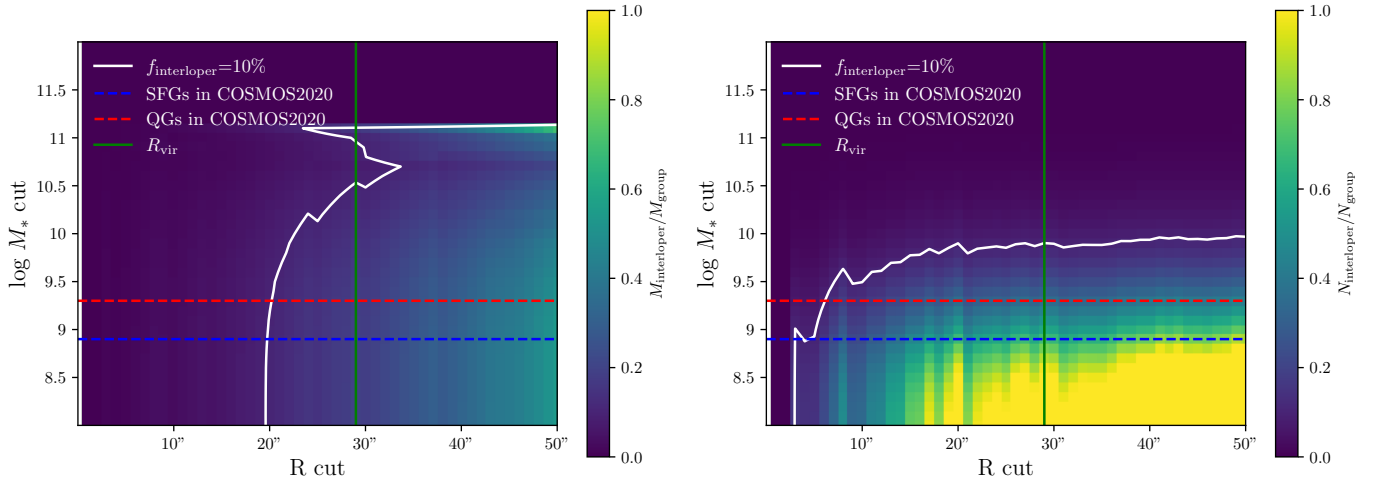 f_interloper=10%
SFGs in COSMOS2020
QGs in COSMOS2020
R_vir
11.5
11
10.5
10
9.5
9
8.5
log M_* cut
10”
20”
30”
40”
50”
R cut
1.0
0.8
0.6
0.4
0.2
0.0
M_interloper/M_group
f_interloper=10%
SFGs in COSMOS2020
QGs in COSMOS2020
R_vir
11.5
11
10.5
10
9.5
9
8.5
log M_* cut
10”
20”
30”
40”
50”
R cut
1.0
0.8
0.6
0.4
0.2
0.0
N_interloper/N_group